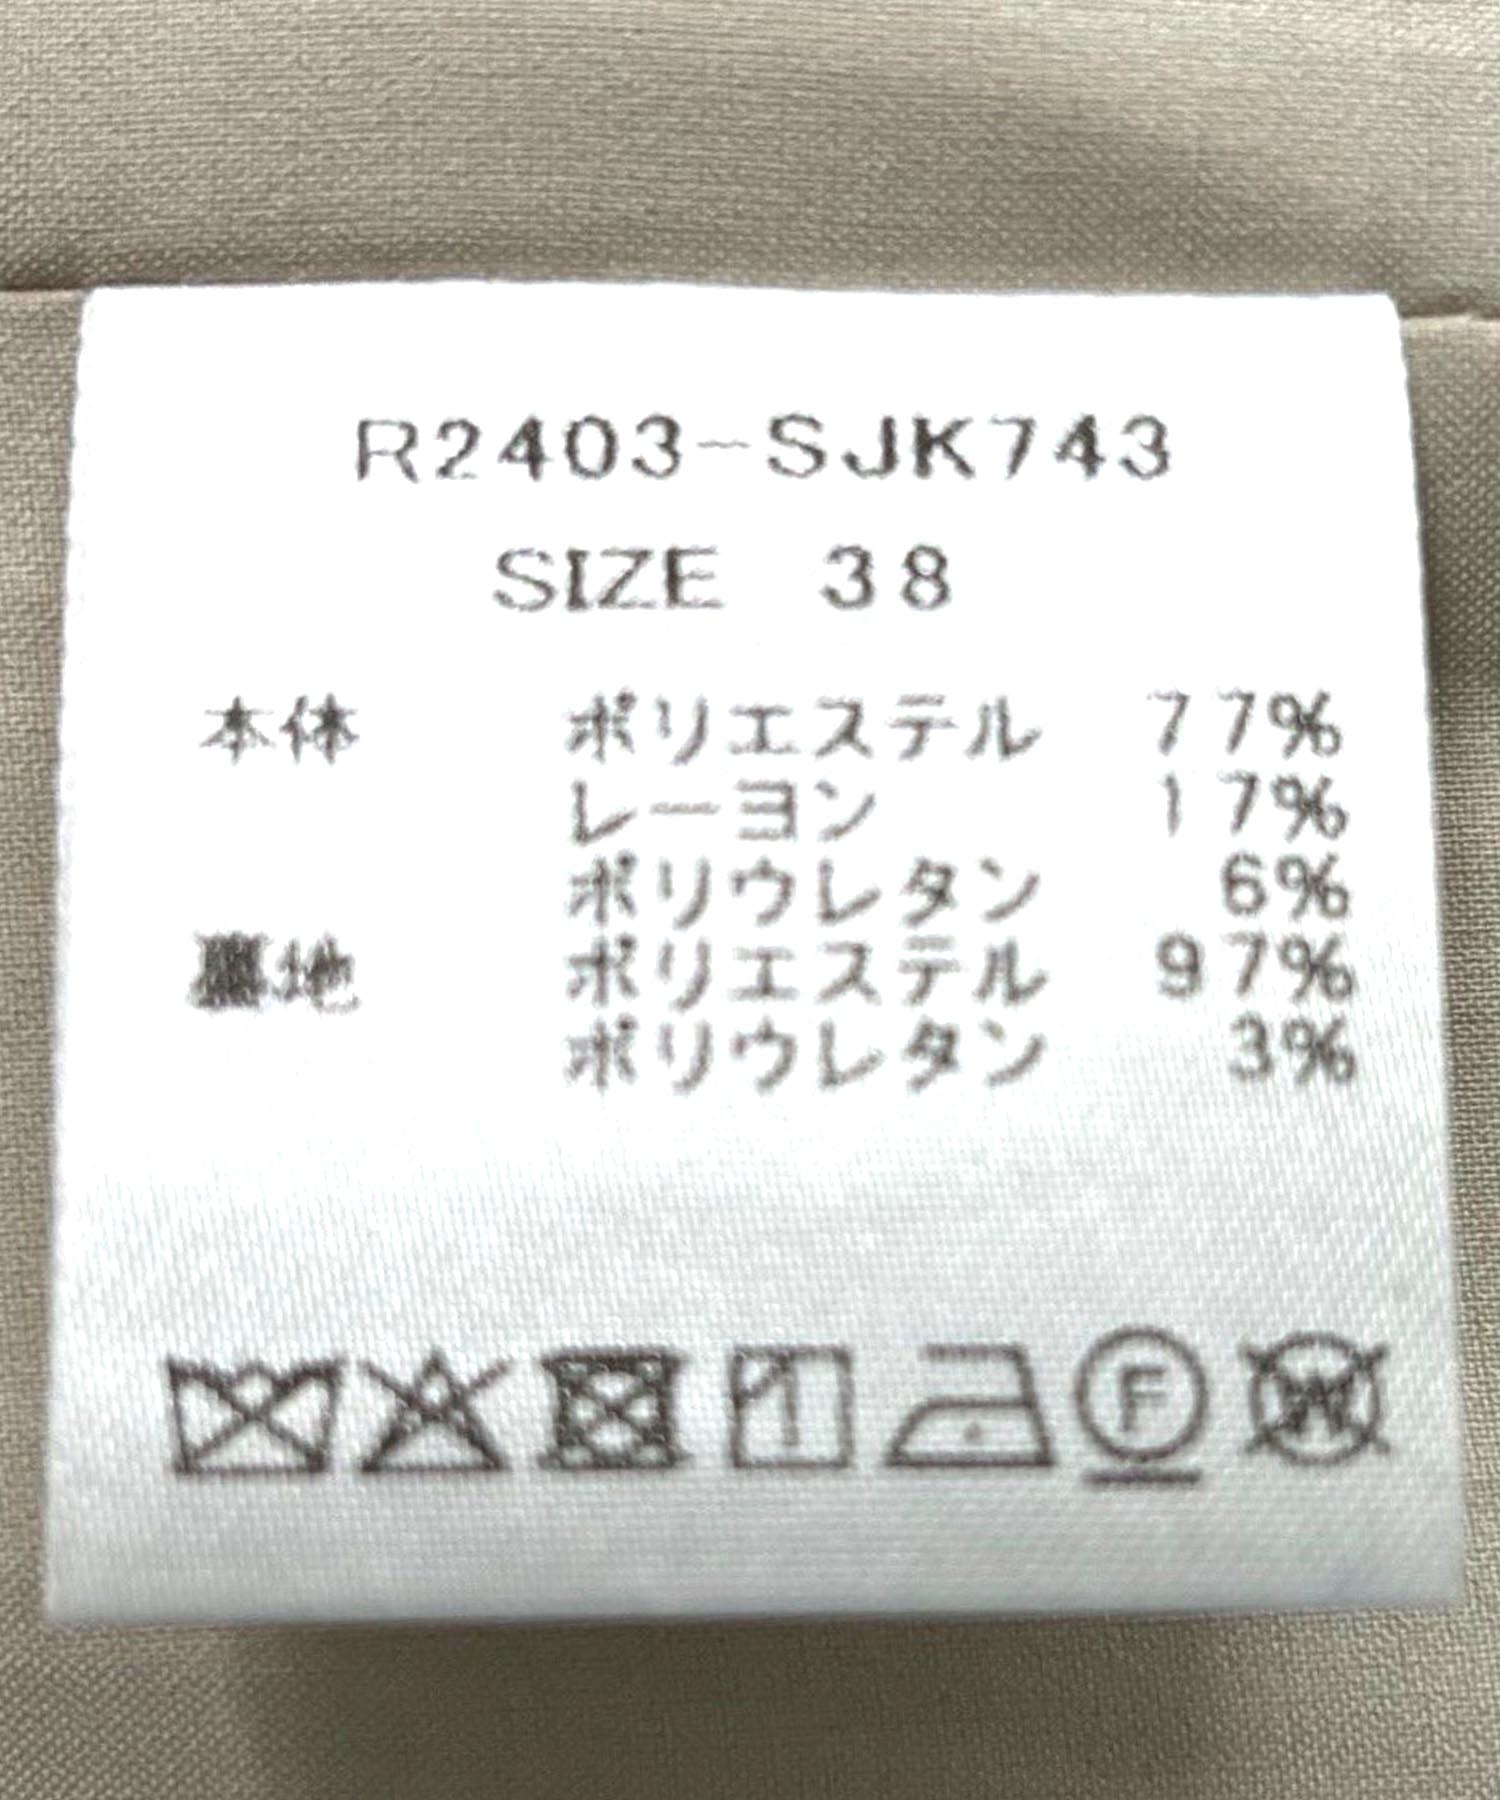 R2403-SJK743
SIZE 38
本体 ポリエステル 77%
レーヨン 17%
ポリウレタン 6%
裏地 ポリエステル 97%
ポリウレタン 3%
F W